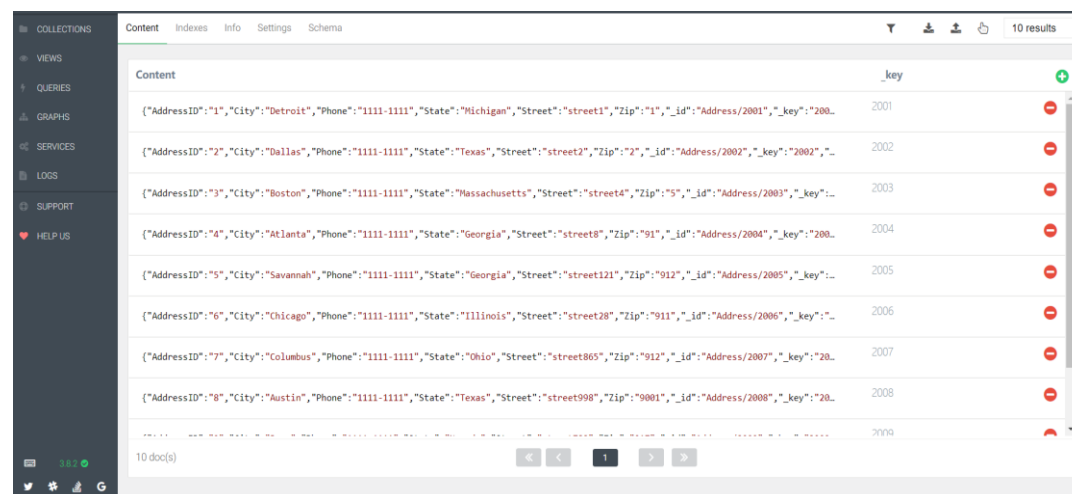 COLLECTIONS
VIEWS
QUERIES
GRAPHS
SERVICES
LOGS
SUPPORT
HELP US
3.8.2
Content Indexes Info Settings Schema
10 results
Content _key
{"AddressID":"1","City":"Detroit","Phone":"1111-1111","State":"Michigan","Street":"street1","Zip":"1","_id":"Address/2001","_key":"200… 2001
{"AddressID":"2","City":"Dallas","Phone":"1111-1111","State":"Texas","Street":"street2","Zip":"2","_id":"Address/2002","_key":"2002","… 2002
{"AddressID":"3","City":"Boston","Phone":"1111-1111","State":"Massachusetts","Street":"street4","Zip":"5","_id":"Address/2003","_key":… 2003
{"AddressID":"4","City":"Atlanta","Phone":"1111-1111","State":"Georgia","Street":"street8","Zip":"91","_id":"Address/2004","_key":"200… 2004
{"AddressID":"5","City":"Savannah","Phone":"1111-1111","State":"Georgia","Street":"street121","Zip":"912","_id":"Address/2005","_key":… 2005
{"AddressID":"6","City":"Chicago","Phone":"1111-1111","State":"Illinois","Street":"street28","Zip":"911","_id":"Address/2006","_key":"… 2006
{"AddressID":"7","City":"Columbus","Phone":"1111-1111","State":"Ohio","Street":"street865","Zip":"912","_id":"Address/2007","_key":"20… 2007
{"AddressID":"8","City":"Austin","Phone":"1111-1111","State":"Texas","Street":"street998","Zip":"9001","_id":"Address/2008","_key":"20… 2008
2009
10 doc(s) 1